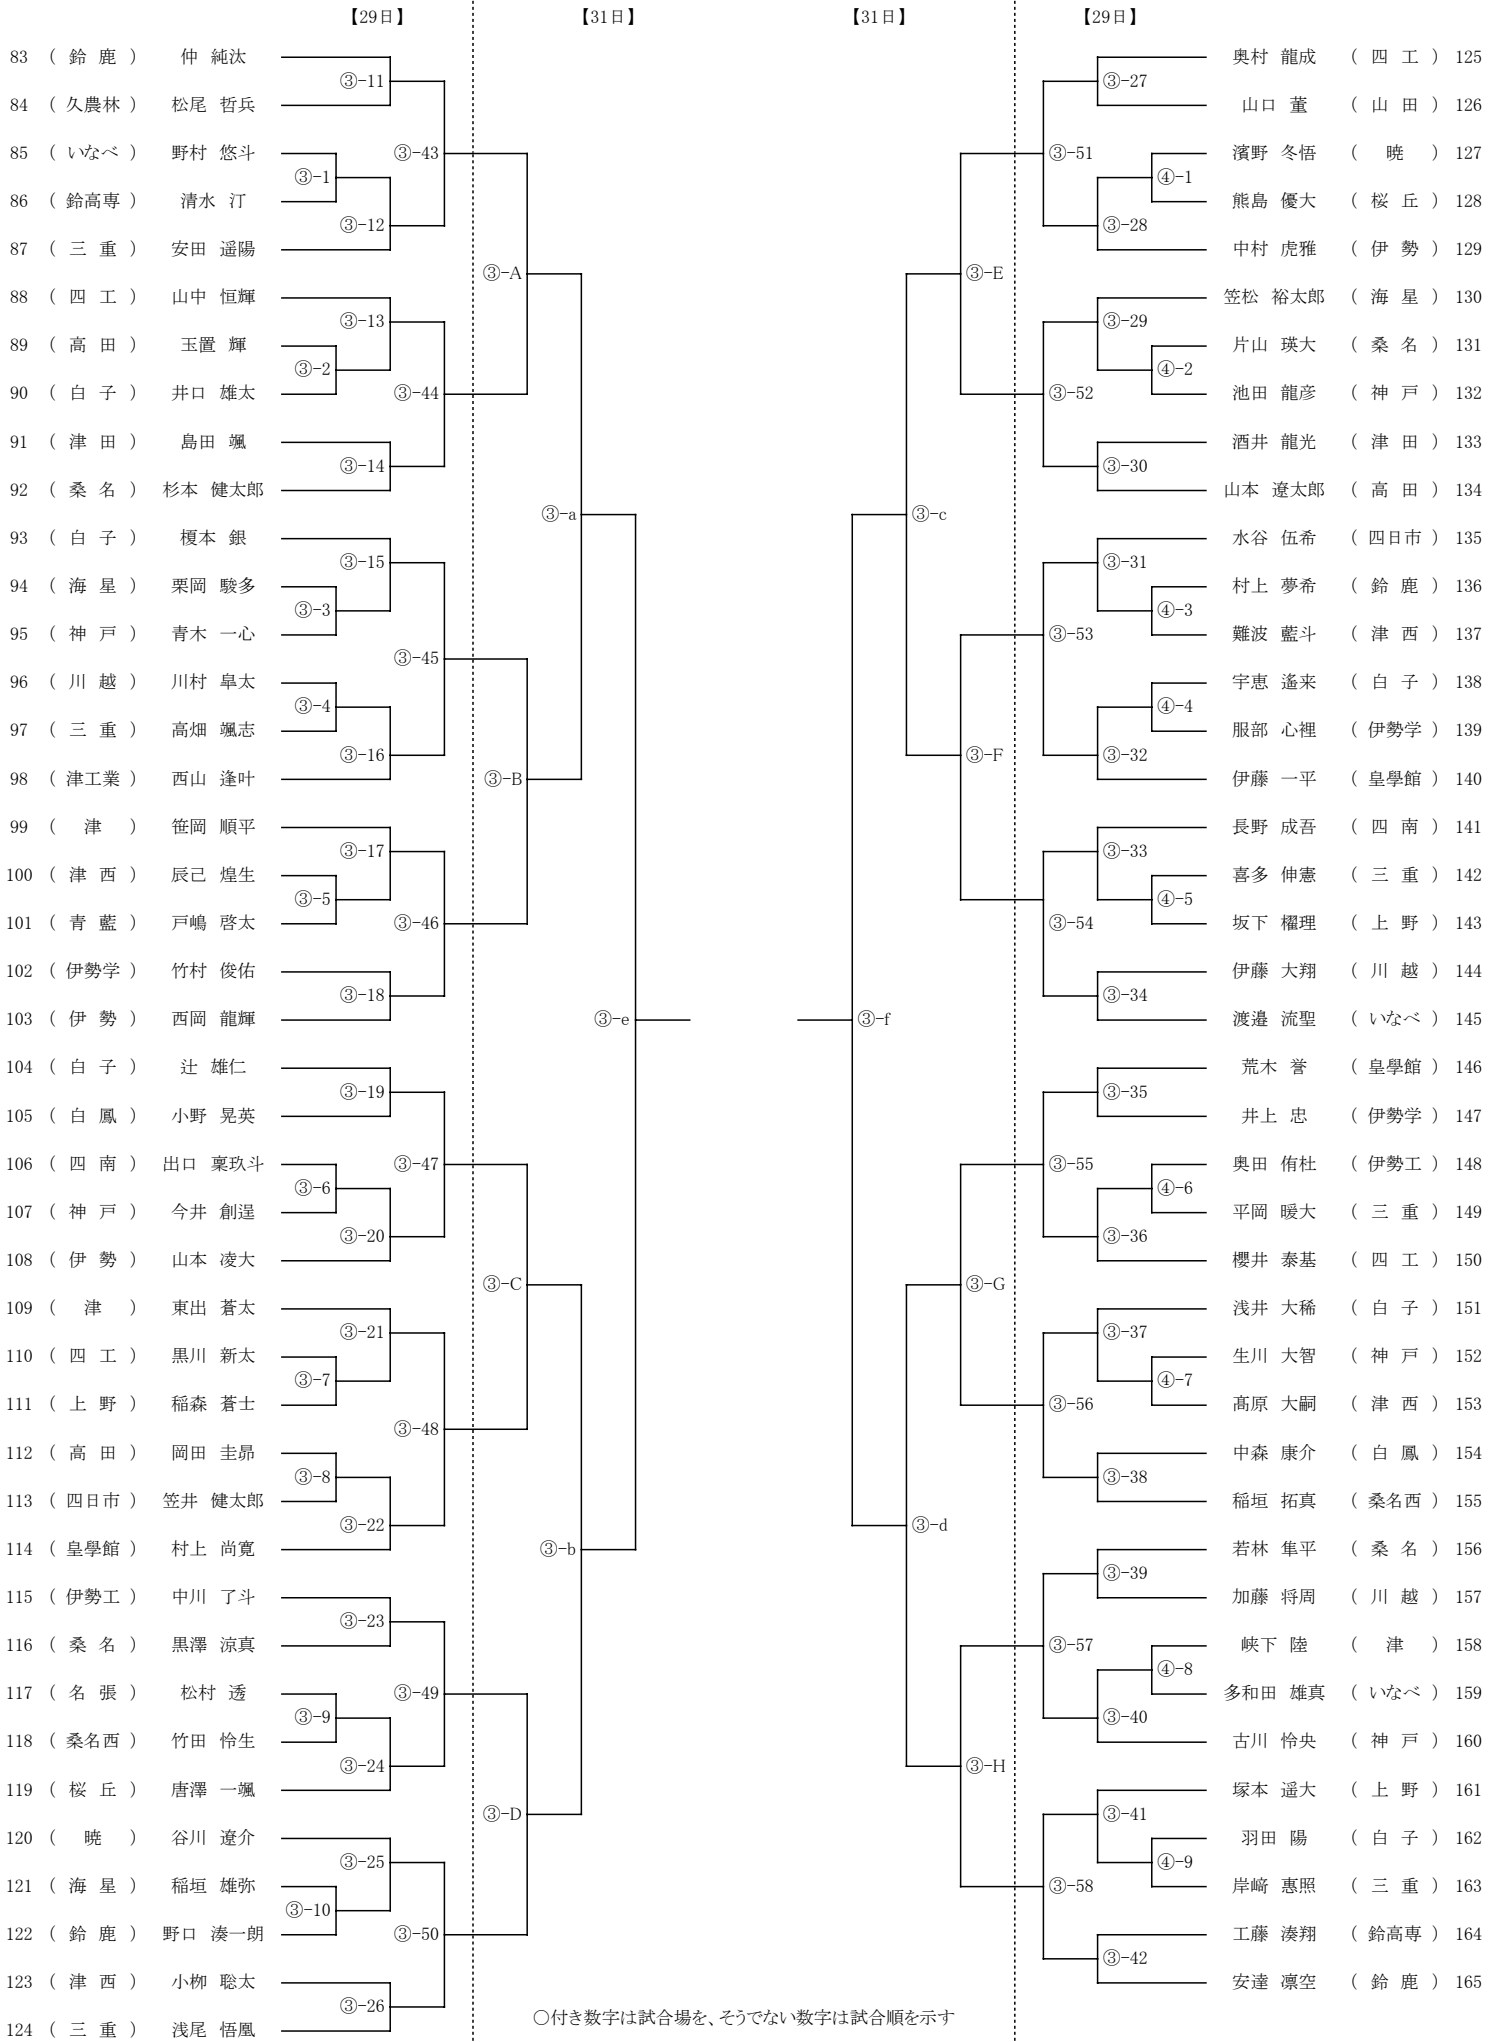 【29日】 【31日】 【31日】 【29日】
83 （ 鈴 鹿 ） 仲 純汰
③-11
84 （ 久農林 ） 松尾 哲兵
85 （ いなべ ） 野村 悠斗
③-43
③-1
86 （ 鈴高専 ） 清水 汀
③-12
87 （ 三 重 ） 安田 遥陽
③-A
88 （ 四 工 ） 山中 恒輝
③-13
89 （ 高 田 ） 玉置 輝
③-2
90 （ 白 子 ） 井口 雄太
③-44
91 （ 津 田 ） 島田 颯
③-14
92 （ 桑 名 ） 杉本 健太郎
③-a
93 （ 白 子 ） 榎本 銀
③-15
94 （ 海 星 ） 栗岡 駿多
③-3
95 （ 神 戸 ） 青木 一心
③-45
96 （ 川 越 ） 川村 皐太
③-4
97 （ 三 重 ） 高畑 颯志
③-16
98 （ 津工業 ） 西山 逢叶
③-B
99 （ 津 ） 笹岡 順平
③-17
100 （ 津 西 ） 辰己 煌生
③-5
101 （ 青 藍 ） 戸嶋 啓太
③-46
102 （ 伊勢学 ） 竹村 俊佑
③-18
103 （ 伊 勢 ） 西岡 龍輝
③-e
104 （ 白 子 ） 辻 雄仁
③-19
105 （ 白 鳳 ） 小野 晃英
106 （ 四 南 ） 出口 稟玖斗
③-47
③-6
107 （ 神 戸 ） 今井 創逞
③-20
108 （ 伊 勢 ） 山本 凌大
③-C
109 （ 津 ） 東出 蒼太
③-21
110 （ 四 工 ） 黒川 新太
③-7
111 （ 上 野 ） 稲森 蒼士
③-48
112 （ 高 田 ） 岡田 圭昴
③-8
113 （ 四日市 ） 笠井 健太郎
③-22
114 （ 皇學館 ） 村上 尚寛
③-b
115 （ 伊勢工 ） 中川 了斗
③-23
116 （ 桑 名 ） 黒澤 涼真
117 （ 名 張 ） 松村 透
③-49
③-9
118 （ 桑名西 ） 竹田 怜生
③-24
119 （ 桜 丘 ） 唐澤 一颯
③-D
120 （ 暁 ） 谷川 遼介
③-25
121 （ 海 星 ） 稲垣 雄弥
③-10
122 （ 鈴 鹿 ） 野口 湊一朗
③-50
123 （ 津 西 ） 小栁 聡太
③-26
124 （ 三 重 ） 浅尾 悟凰
奥村 龍成 （ 四 工 ） 125
③-27
山口 董 （ 山 田 ） 126
③-51
濱野 冬悟 （ 暁 ） 127
④-1
熊島 優大 （ 桜 丘 ） 128
③-28
中村 虎雅 （ 伊 勢 ） 129
③-E
笠松 裕太郎 （ 海 星 ） 130
③-29
片山 瑛大 （ 桑 名 ） 131
④-2
池田 龍彦 （ 神 戸 ） 132
③-52
酒井 龍光 （ 津 田 ） 133
③-30
山本 遼太郎 （ 高 田 ） 134
③-c
水谷 伍希 （ 四日市 ） 135
③-31
村上 夢希 （ 鈴 鹿 ） 136
④-3
難波 藍斗 （ 津 西 ） 137
③-53
宇恵 遙来 （ 白 子 ） 138
④-4
服部 心裡 （ 伊勢学 ） 139
③-32
③-F
伊藤 一平 （ 皇學館 ） 140
長野 成吾 （ 四 南 ） 141
③-33
喜多 伸憲 （ 三 重 ） 142
④-5
坂下 櫂理 （ 上 野 ） 143
③-54
伊藤 大翔 （ 川 越 ） 144
③-34
渡邉 流聖 （ いなべ ） 145
③-f
荒木 誉 （ 皇學館 ） 146
③-35
井上 忠 （ 伊勢学 ） 147
③-55
奥田 侑杜 （ 伊勢工 ） 148
④-6
平岡 暖大 （ 三 重 ） 149
③-36
櫻井 泰基 （ 四 工 ） 150
③-G
浅井 大稀 （ 白 子 ） 151
③-37
生川 大智 （ 神 戸 ） 152
④-7
髙原 大嗣 （ 津 西 ） 153
③-56
中森 康介 （ 白 鳳 ） 154
③-38
稲垣 拓真 （ 桑名西 ） 155
③-d
若林 隼平 （ 桑 名 ） 156
③-39
加藤 将周 （ 川 越 ） 157
③-57
峡下 陸 （ 津 ） 158
④-8
多和田 雄真 （ いなべ ） 159
③-40
古川 怜央 （ 神 戸 ） 160
③-H
塚本 遥大 （ 上 野 ） 161
③-41
羽田 陽 （ 白 子 ） 162
④-9
岸﨑 惠照 （ 三 重 ） 163
③-58
工藤 湊翔 （ 鈴高専 ） 164
③-42
安達 凛空 （ 鈴 鹿 ） 165
○付き数字は試合場を、そうでない数字は試合順を示す